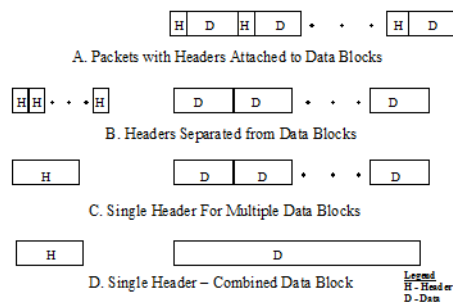 H D H D H D
A. Packets with Headers Attached to Data Blocks
H H H D D D
B. Headers Separated from Data Blocks
H D D D
C. Single Header For Multiple Data Blocks
H D
D. Single Header – Combined Data Block
Legend
H - Header
D - Data